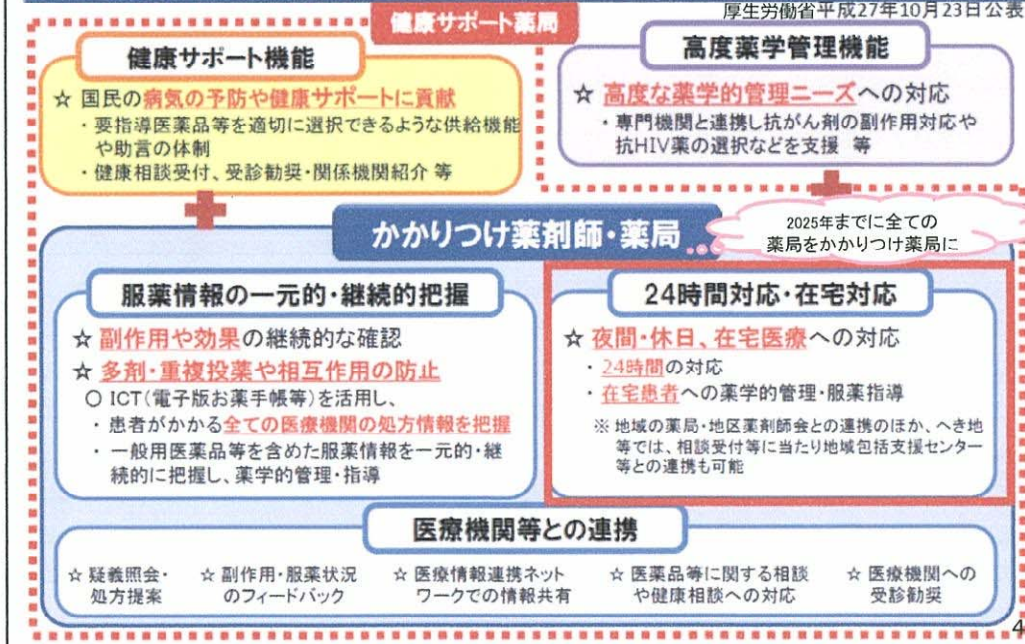 厚生労働省平成27年10月23日公表
健康サポート薬局
健康サポート機能
☆ 国民の病気の予防や健康サポートに貢献
・要指導医薬品等を適切に選択できるような供給機能
や助言の体制
・健康相談受付、受診勧奨・関係機関紹介 等
高度薬学管理機能
☆ 高度な薬学的管理ニーズへの対応
・専門機関と連携し抗がん剤の副作用対応や
抗HIV薬の選択などを支援 等
かかりつけ薬剤師・薬局
2025年までに全ての
薬局をかかりつけ薬局に
服薬情報の一元的・継続的把握
☆ 副作用や効果の継続的な確認
☆ 多剤・重複投薬や相互作用の防止
○ ICT(電子版お薬手帳等)を活用し、
・患者がかかる全ての医療機関の処方情報を把握
・一般用医薬品等を含めた服薬情報を一元的・継
続的に把握し、薬学的管理・指導
24時間対応・在宅対応
☆ 夜間・休日、在宅医療への対応
・24時間の対応
・在宅患者への薬学的管理・服薬指導
※ 地域の薬局・地区薬剤師会との連携のほか、へき地
等では、相談受付等に当たり地域包括支援センター
等との連携も可能
医療機関等との連携
☆ 疑義照会・
処方提案
☆ 副作用・服薬状況
のフィードバック
☆ 医療情報連携ネット
ワークでの情報共有
☆ 医薬品等に関する相談
や健康相談への対応
☆ 医療機関への
受診勧奨
4